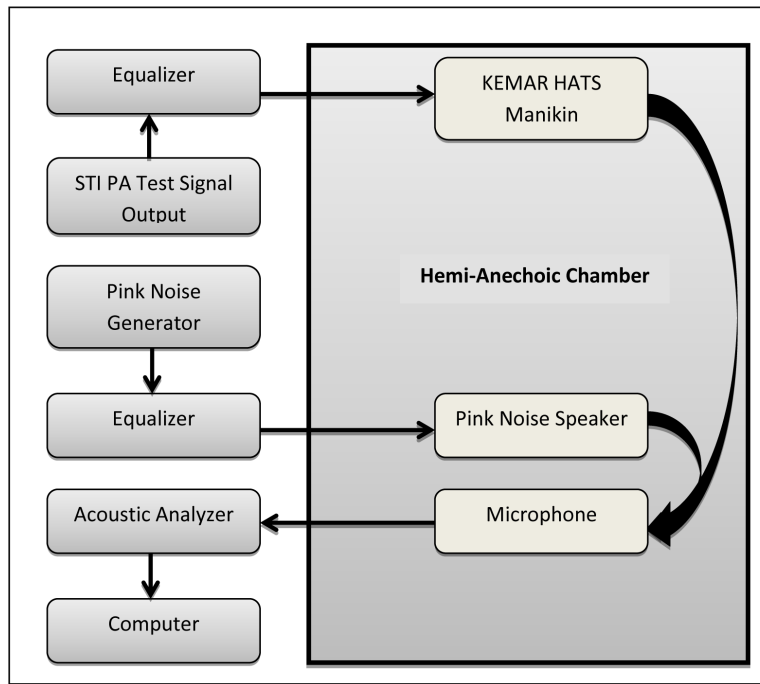 Equalizer
KEMAR HATS
Manikin
STI PA Test Signal
Output
Hemi-Anechoic Chamber
Pink Noise
Generator
Equalizer
Pink Noise Speaker
Acoustic Analyzer
Microphone
Computer